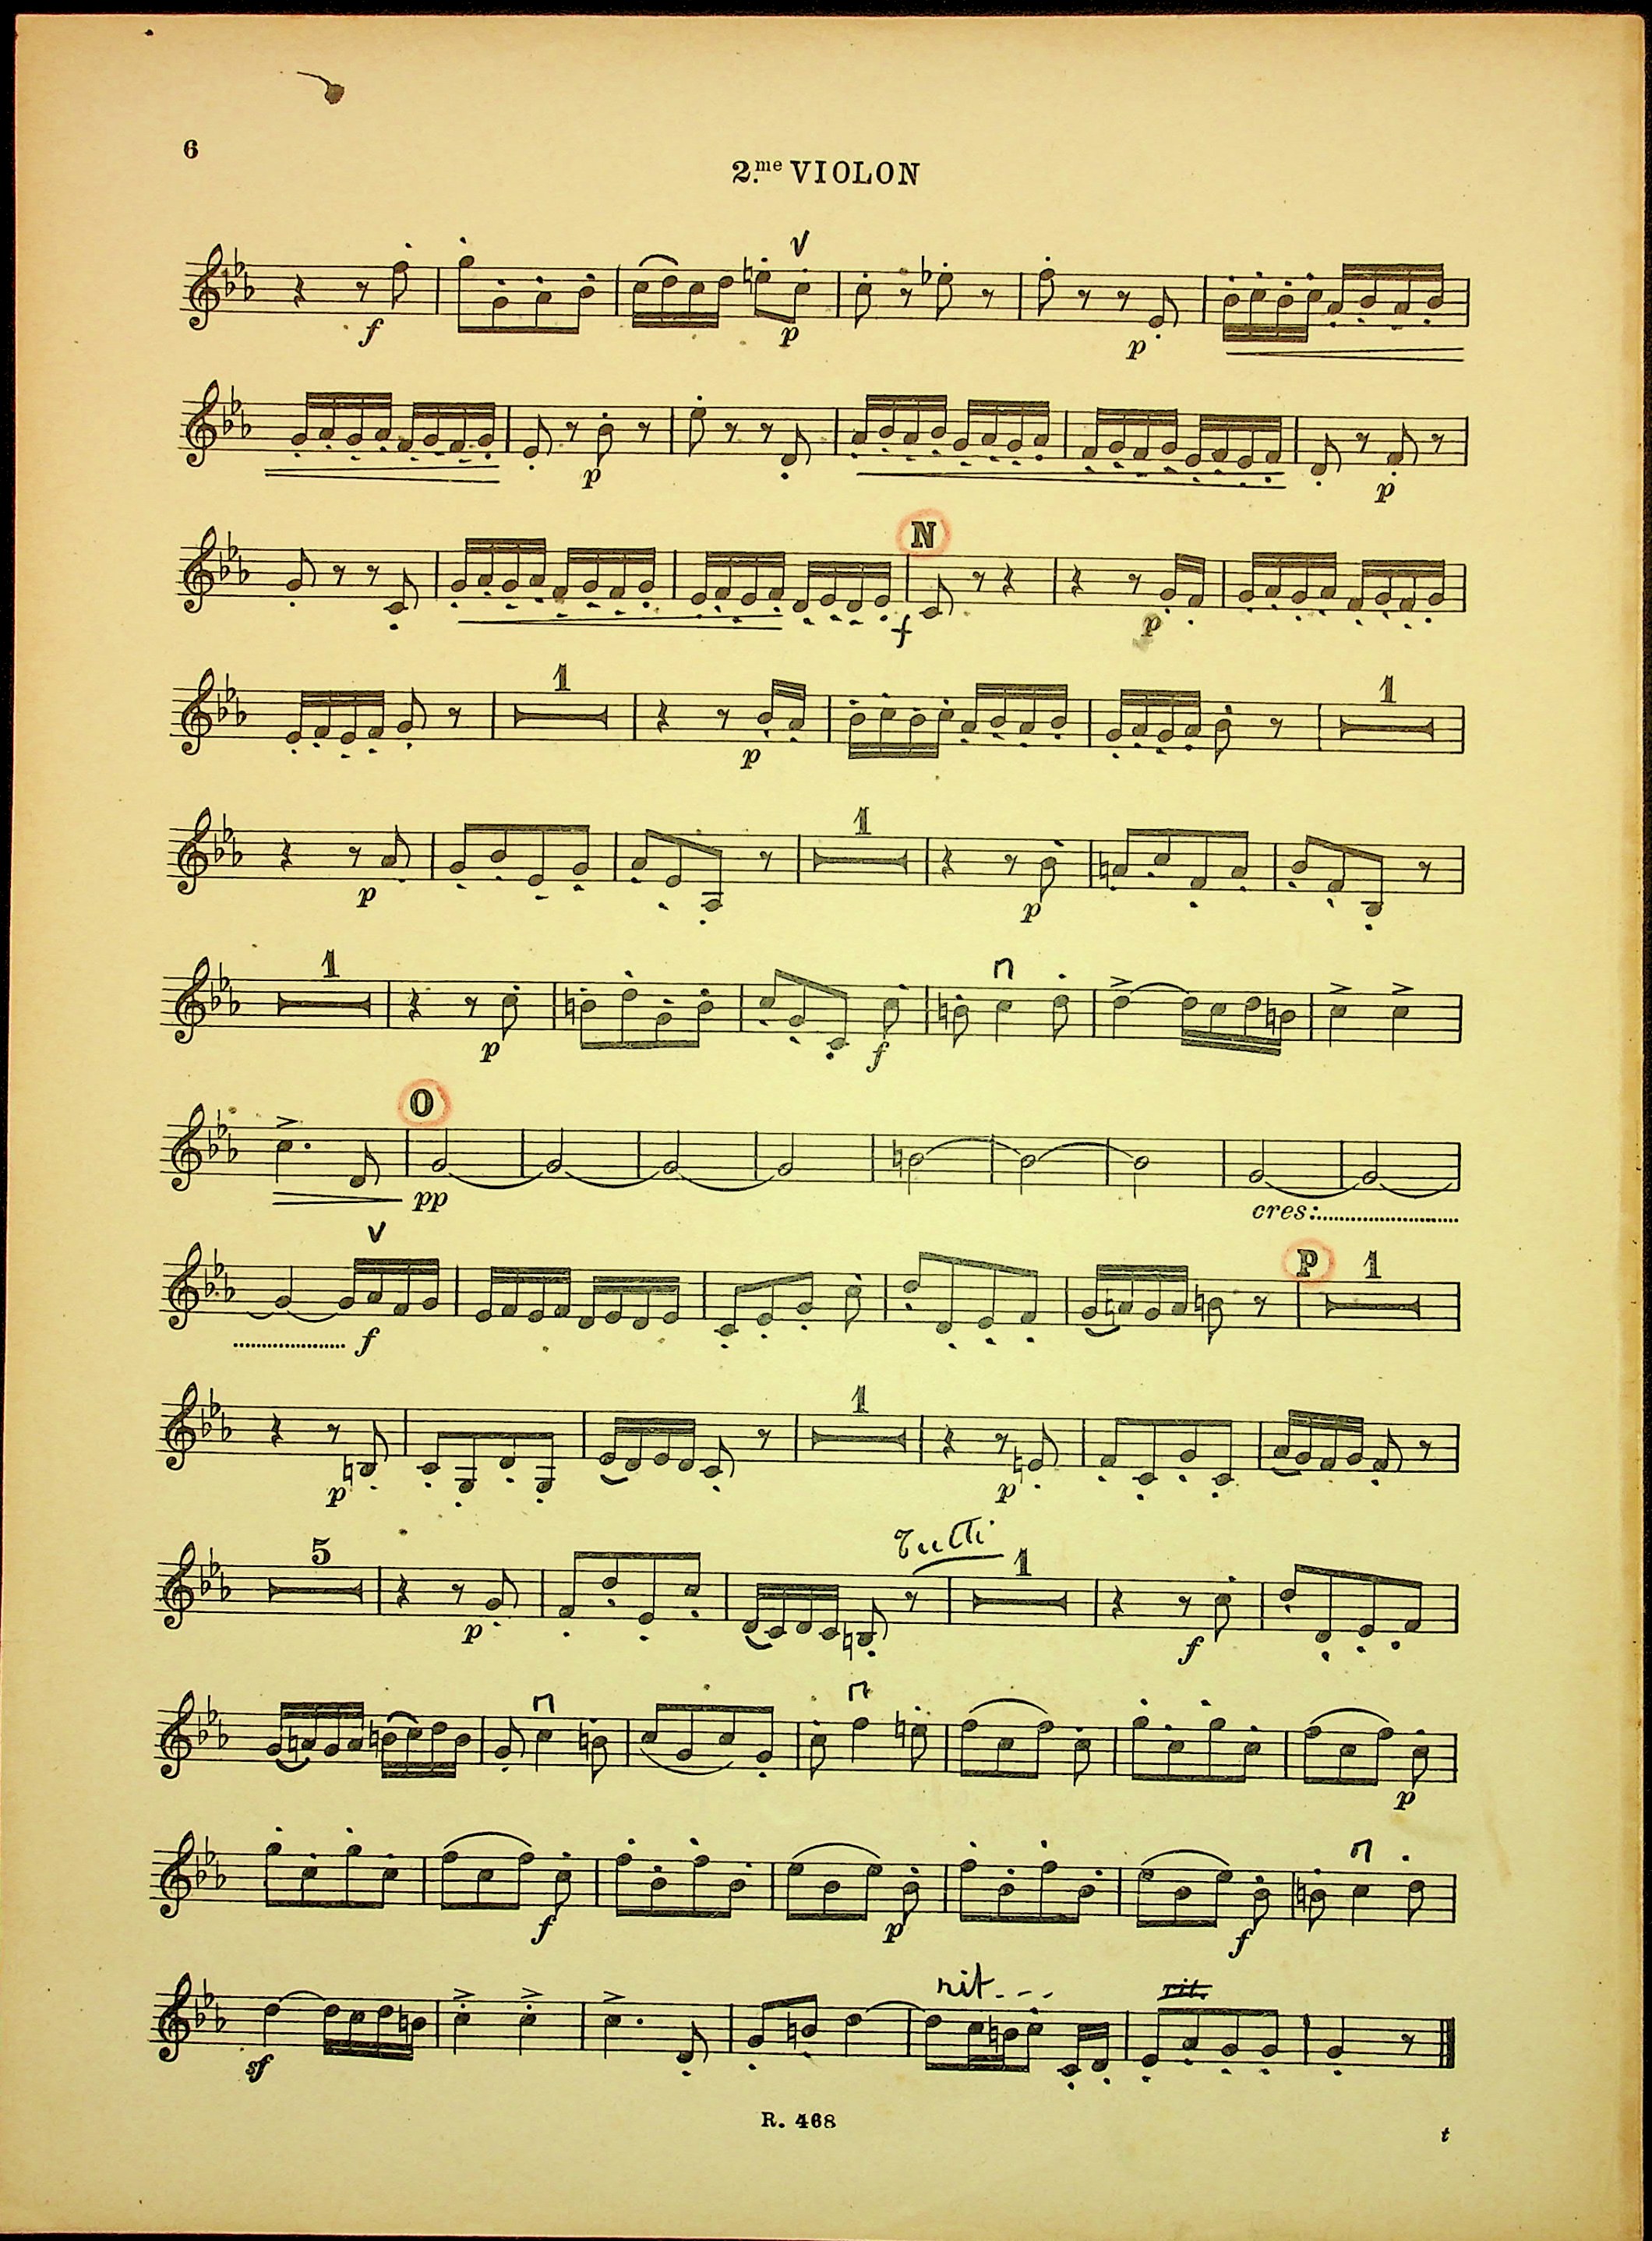 6
2.me VIOLON
f p p
p p
N
f p
1 1
p
1
p p
1
p f
O
pp cres:
P 1
f
1
p p
5 Tutti 1
p f
p
f p f
rit--- rit.
sf
R. 468 t